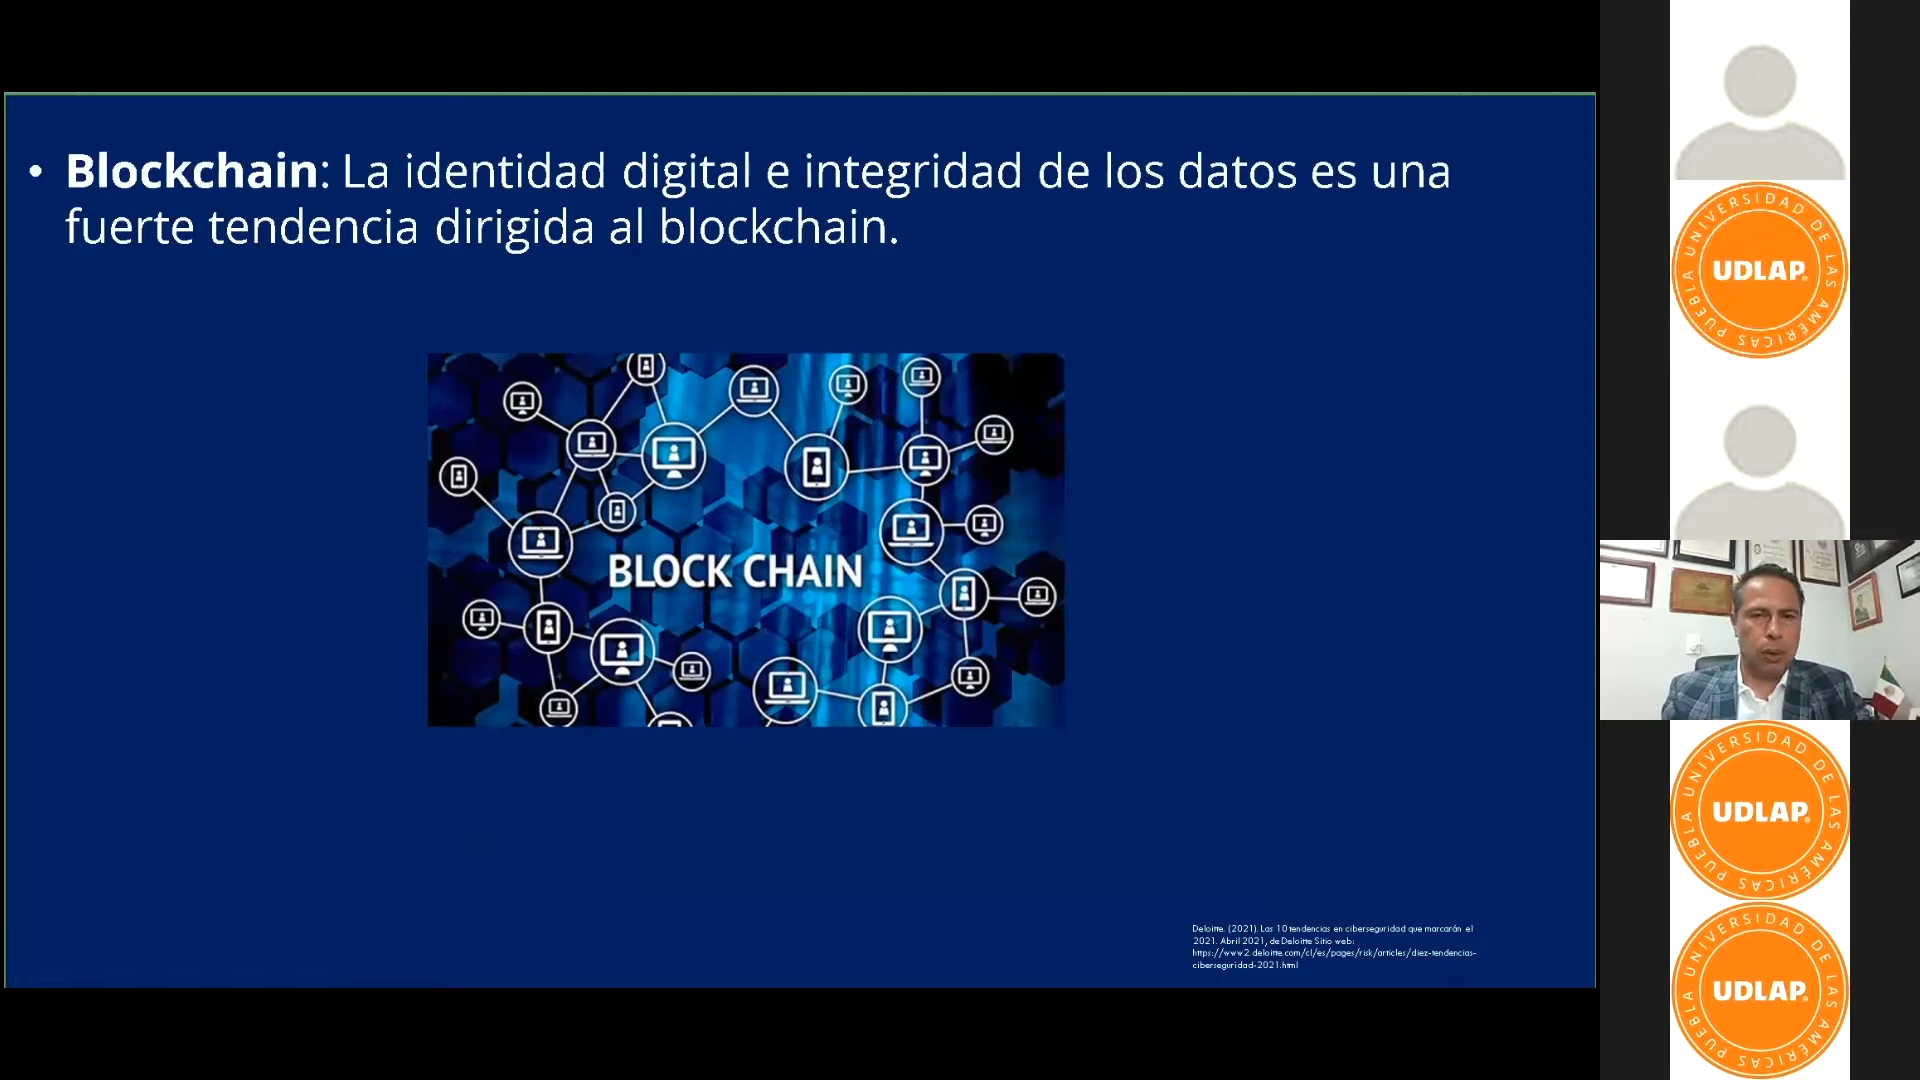 • Blockchain: La identidad digital e integridad de los datos es una
fuerte tendencia dirigida al blockchain.
BLOCK CHAIN
Deloitte. (2021). Las 10 tendencias en ciberseguridad que marcarán el
2021. Abril 2021, de Deloitte Sitio web:
https://www2.deloitte.com/cl/es/pages/risk/articles/diez-tendencias-
ciberseguridad-2021.html
UNIVERSIDAD DE LAS AMÉRICAS PUEBLA
UDLAP®
UNIVERSIDAD DE LAS AMÉRICAS PUEBLA
UDLAP®
UNIVERSIDAD DE LAS AMÉRICAS PUEBLA
UDLAP®